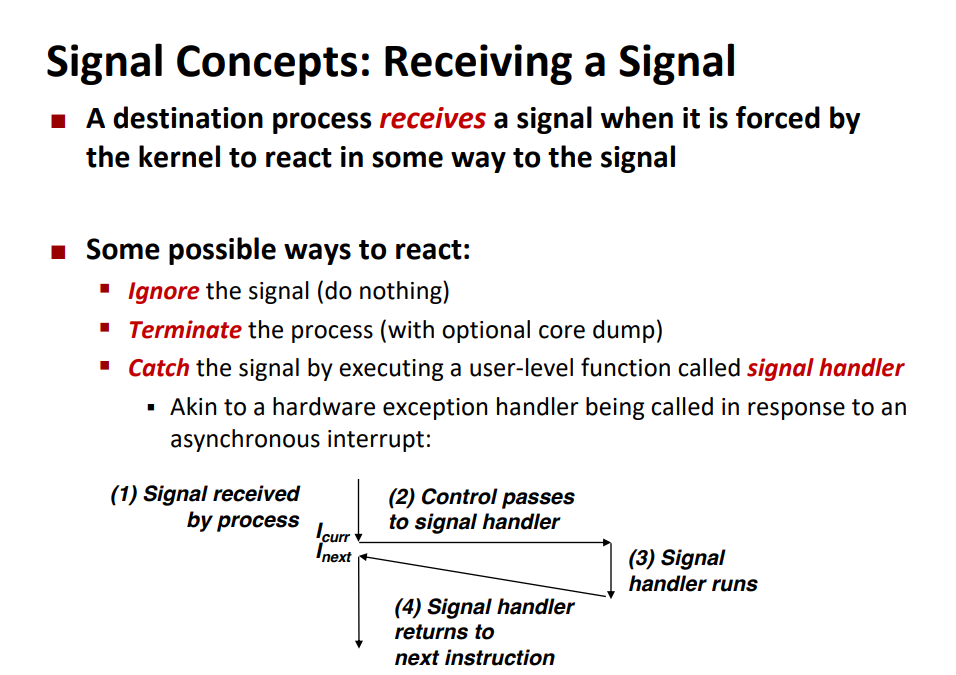 Signal Concepts: Receiving a Signal
■ A destination process receives a signal when it is forced by
the kernel to react in some way to the signal
■ Some possible ways to react:
▪ Ignore the signal (do nothing)
▪ Terminate the process (with optional core dump)
▪ Catch the signal by executing a user-level function called signal handler
▪ Akin to a hardware exception handler being called in response to an
asynchronous interrupt:
(1) Signal received
by process
(2) Control passes
to signal handler
Icurr
Inext
(3) Signal
handler runs
(4) Signal handler
returns to
next instruction